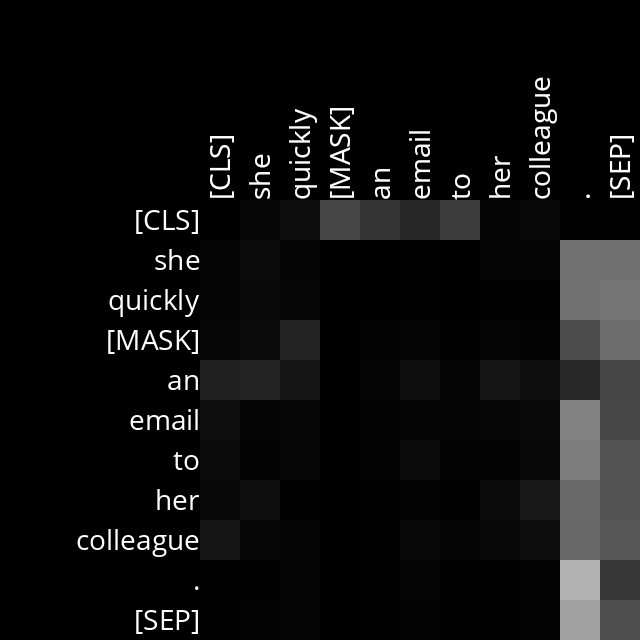 [CLS]
she
quickly
[MASK]
an
email
to
her
colleague
.
[SEP]
[CLS]
she
quickly
[MASK]
an
email
to
her
colleague
.
[SEP]